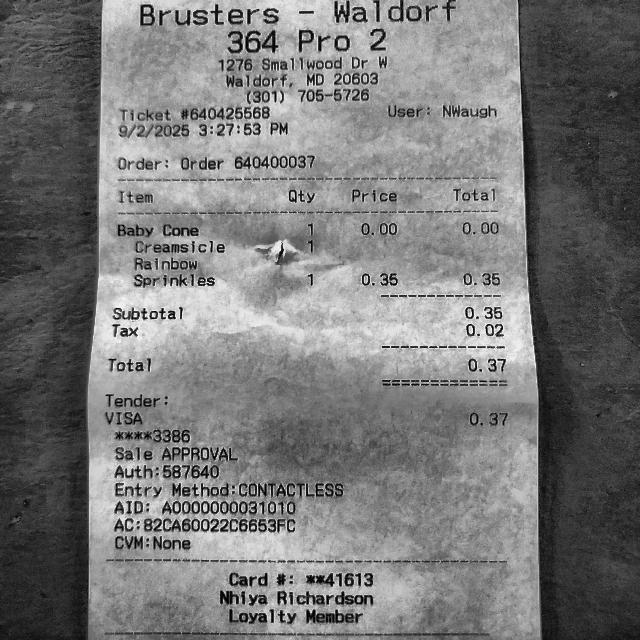 Brusters - Waldorf
364 Pro 2
1276 Smallwood Dr W
Waldorf, MD 20603
(301) 705-5726
Ticket #640425568 User: NWaugh
9/2/2025 3:27:53 PM
Order: Order 640400037
Item Qty Price Total
Baby Cone 1 0.00 0.00
Creamsicle 1
Rainbow
Sprinkles 1 0.35 0.35
Subtotal 0.35
Tax 0.02
Total 0.37
Tender:
VISA 0.37
****3386
Sale APPROVAL
Auth:587640
Entry Method:CONTACTLESS
AID: A0000000031010
AC:82CA60022C6653FC
CVM:None
Card #: **41613
Nhiya Richardson
Loyalty Member